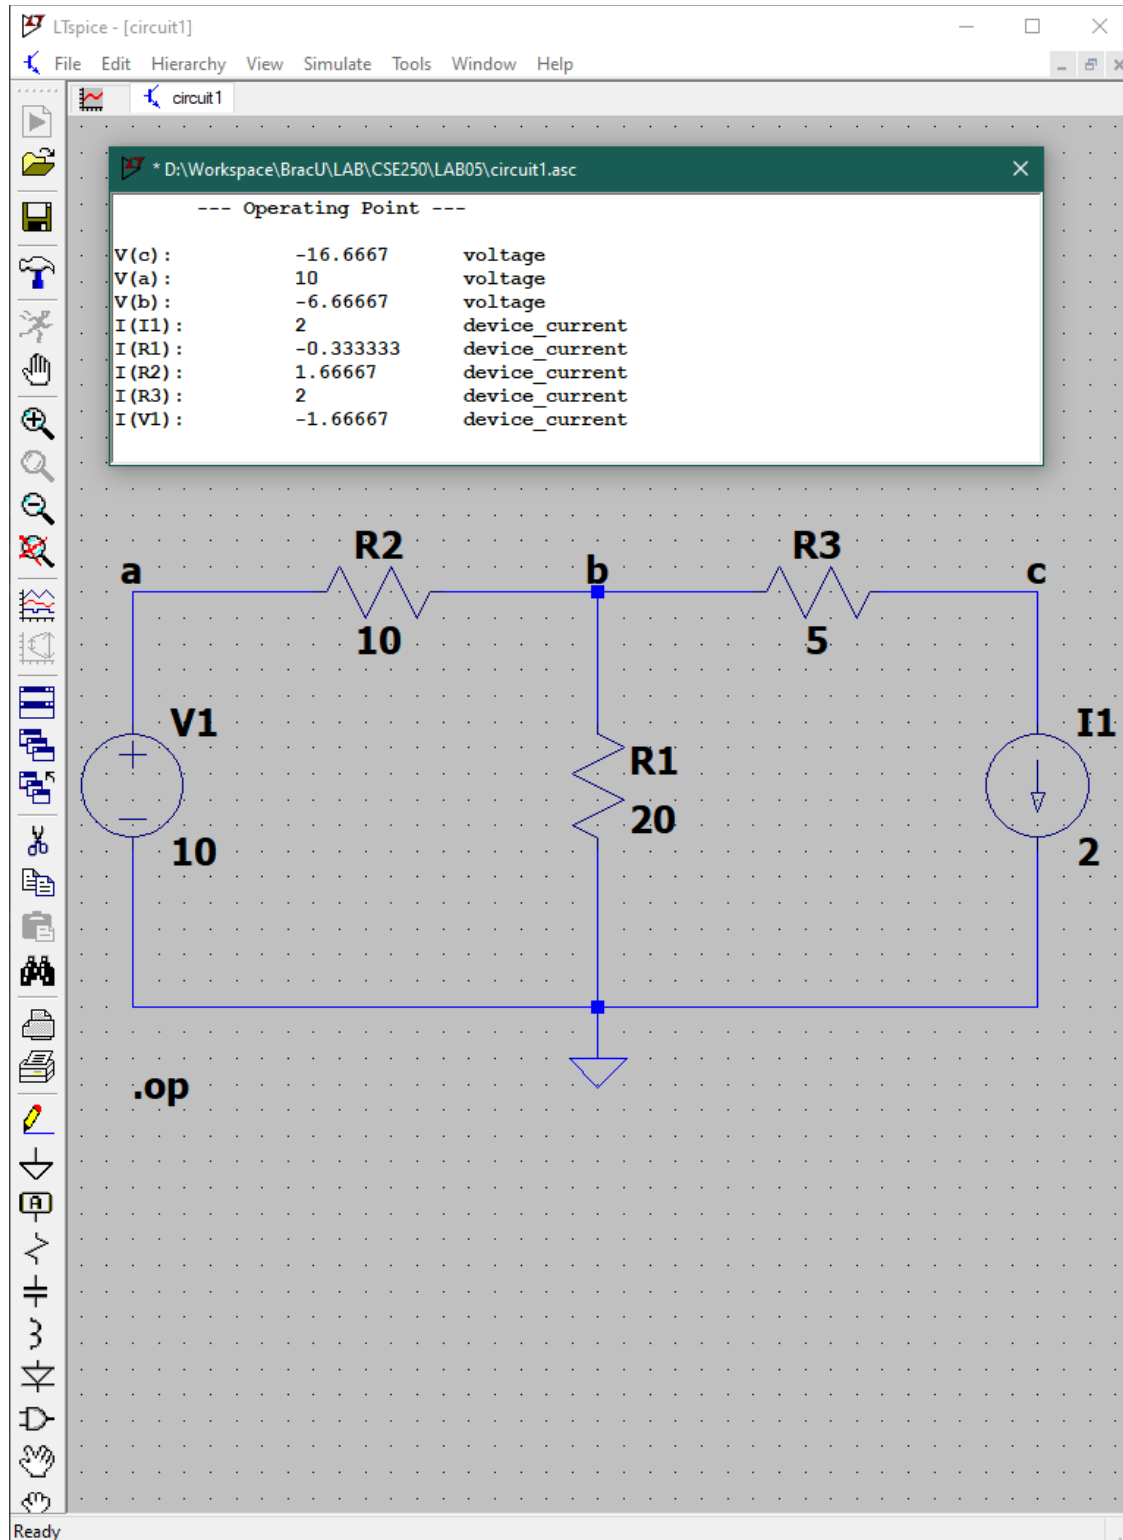 LTspice - [circuit1]
File Edit Hierarchy View Simulate Tools Window Help
circuit1
* D:\Workspace\BracU\LAB\CSE250\LAB05\circuit1.asc
--- Operating Point ---
V(c): -16.6667 voltage
V(a): 10 voltage
V(b): -6.66667 voltage
I(I1): 2 device_current
I(R1): -0.333333 device_current
I(R2): 1.66667 device_current
I(R3): 2 device_current
I(V1): -1.66667 device_current
R2 R3
a b c
10 5
V1 I1
R1
20
10 2
.op
A
Ready